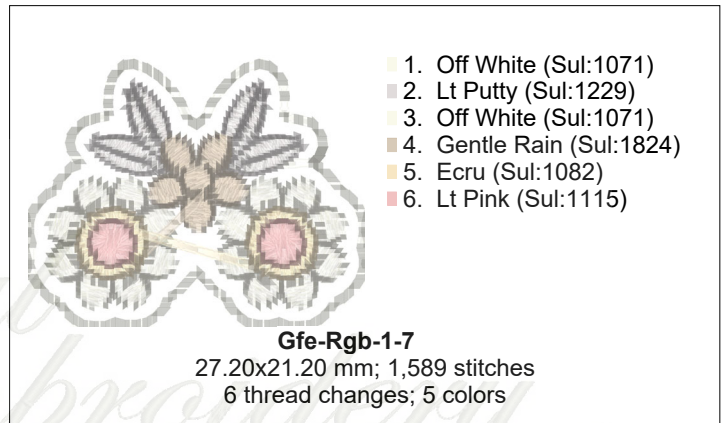 1. Off White (Sul:1071)
2. Lt Putty (Sul:1229)
3. Off White (Sul:1071)
4. Gentle Rain (Sul:1824)
5. Ecru (Sul:1082)
6. Lt Pink (Sul:1115)
Gfe-Rgb-1-7
27.20x21.20 mm; 1,589 stitches
6 thread changes; 5 colors